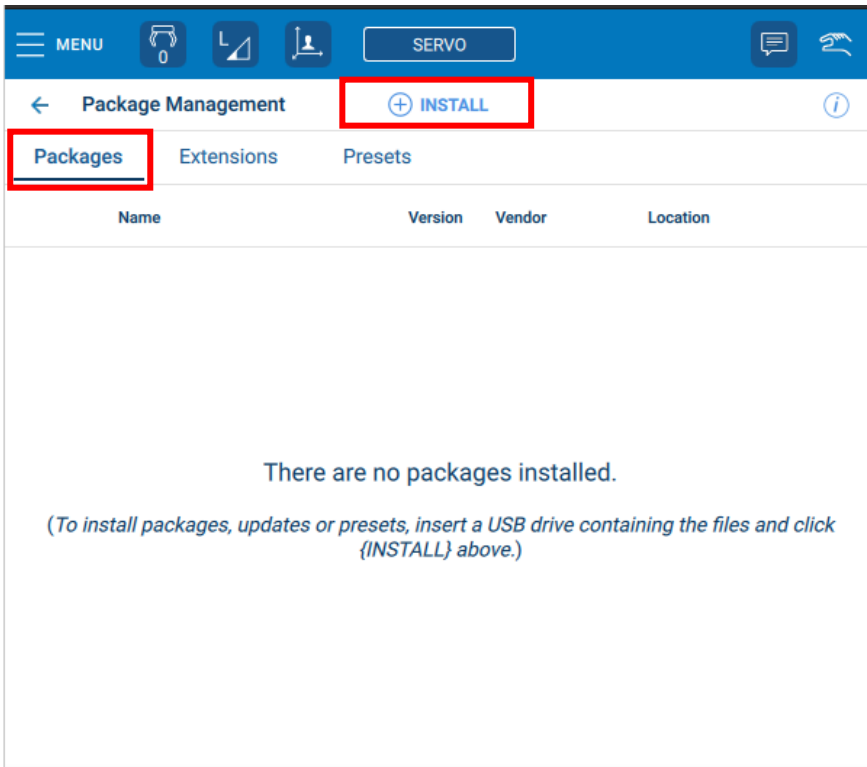 MENU 0 L SERVO
Package Management INSTALL i
Packages Extensions Presets
Name Version Vendor Location
There are no packages installed.
(To install packages, updates or presets, insert a USB drive containing the files and click
{INSTALL} above.)